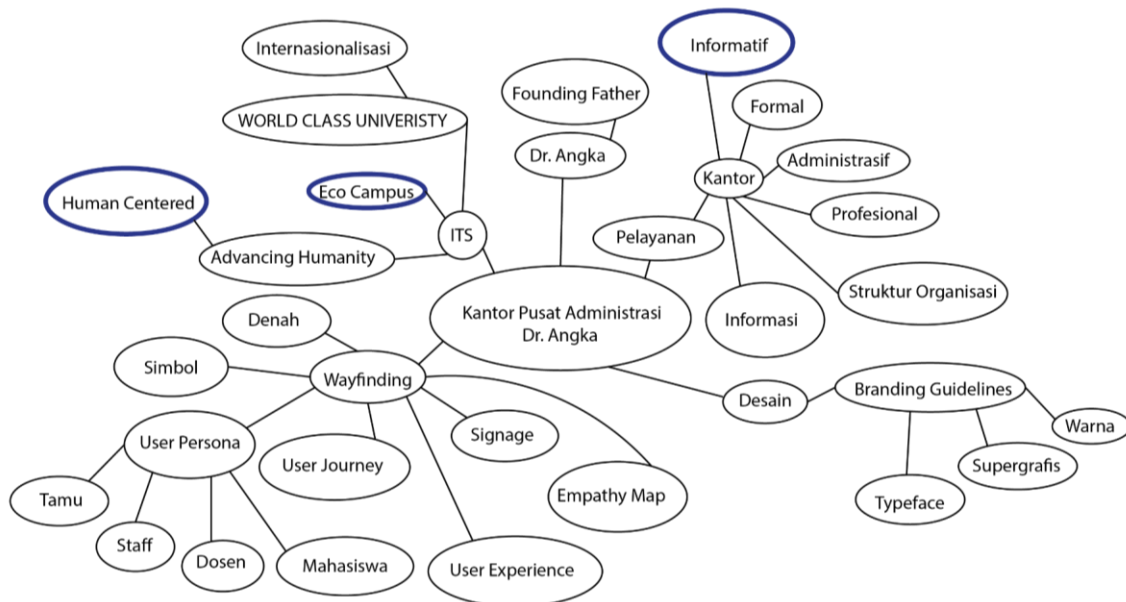 Internasionalisasi
WORLD CLASS UNIVERISTY
Human Centered
Eco Campus
ITS
Advancing Humanity
Founding Father
Dr. Angka
Informatif
Formal
Administrasif
Kantor
Profesional
Pelayanan
Struktur Organisasi
Informasi
Kantor Pusat Administrasi
Dr. Angka
Denah
Simbol
Wayfinding
Signage
User Persona
User Journey
Empathy Map
Tamu
Staff
Dosen
Mahasiswa
User Experience
Desain
Branding Guidelines
Warna
Supergrafis
Typeface